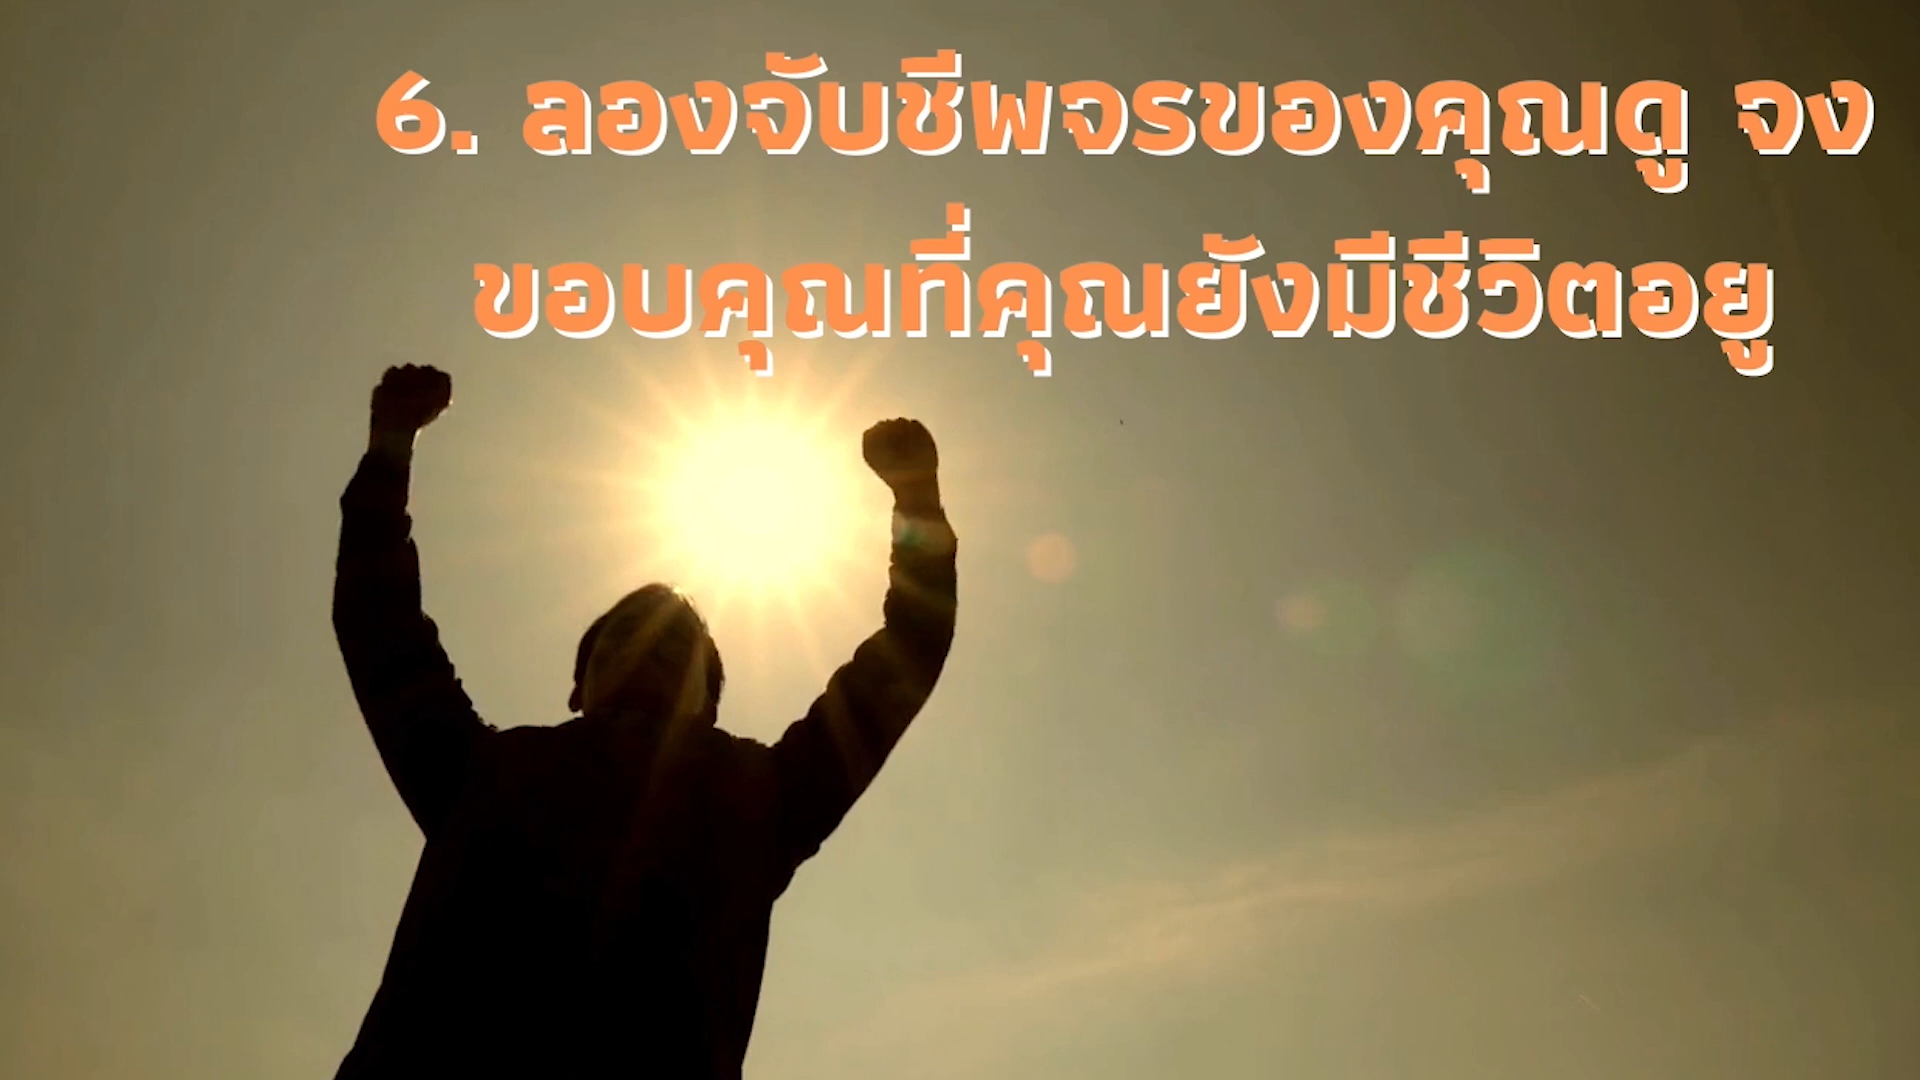 6. ลองจับชีพจรของคุณดู จง
ขอบคุณที่คุณยังมีชีวิตอยู่